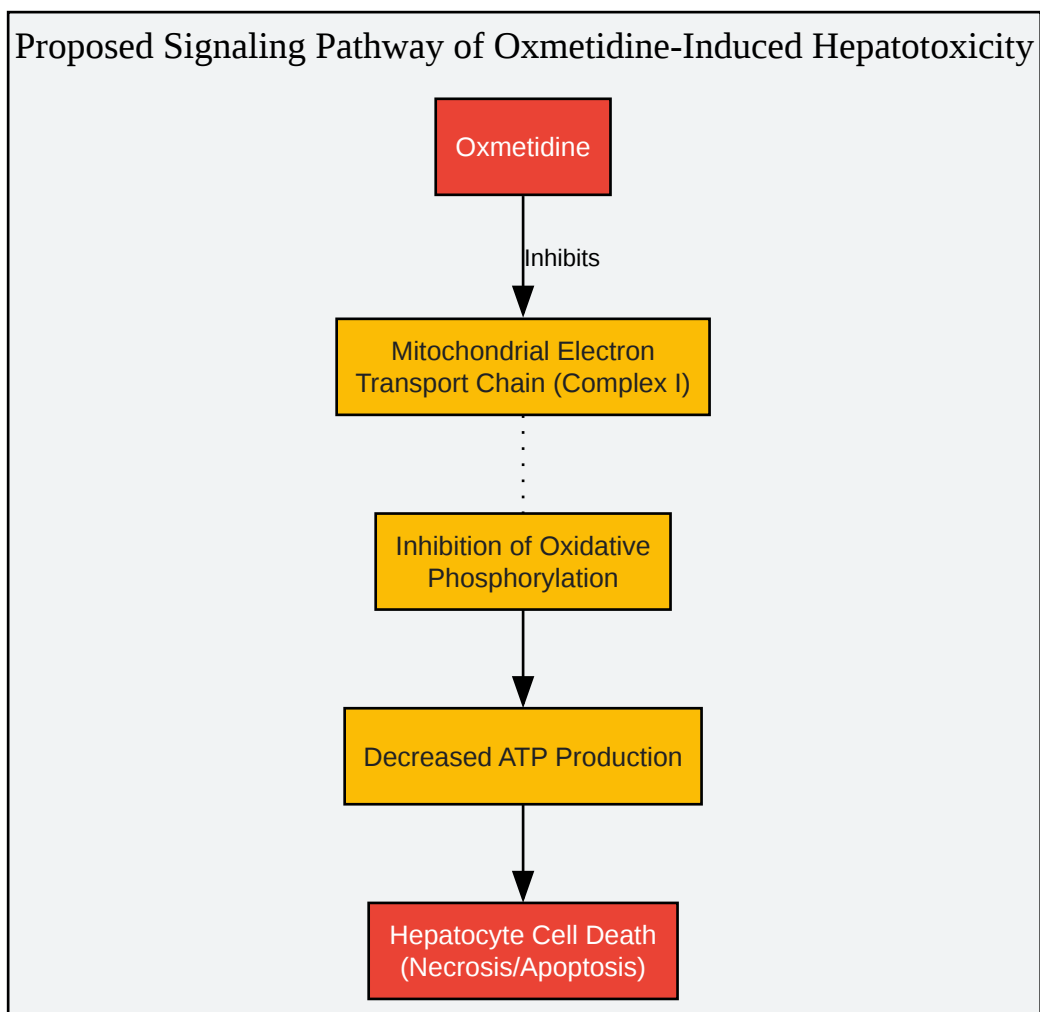 Proposed Signaling Pathway of Oxmetidine-Induced Hepatotoxicity
Oxmetidine
Inhibits
Mitochondrial Electron
Transport Chain (Complex I)
Inhibition of Oxidative
Phosphorylation
Decreased ATP Production
Hepatocyte Cell Death
(Necrosis/Apoptosis)